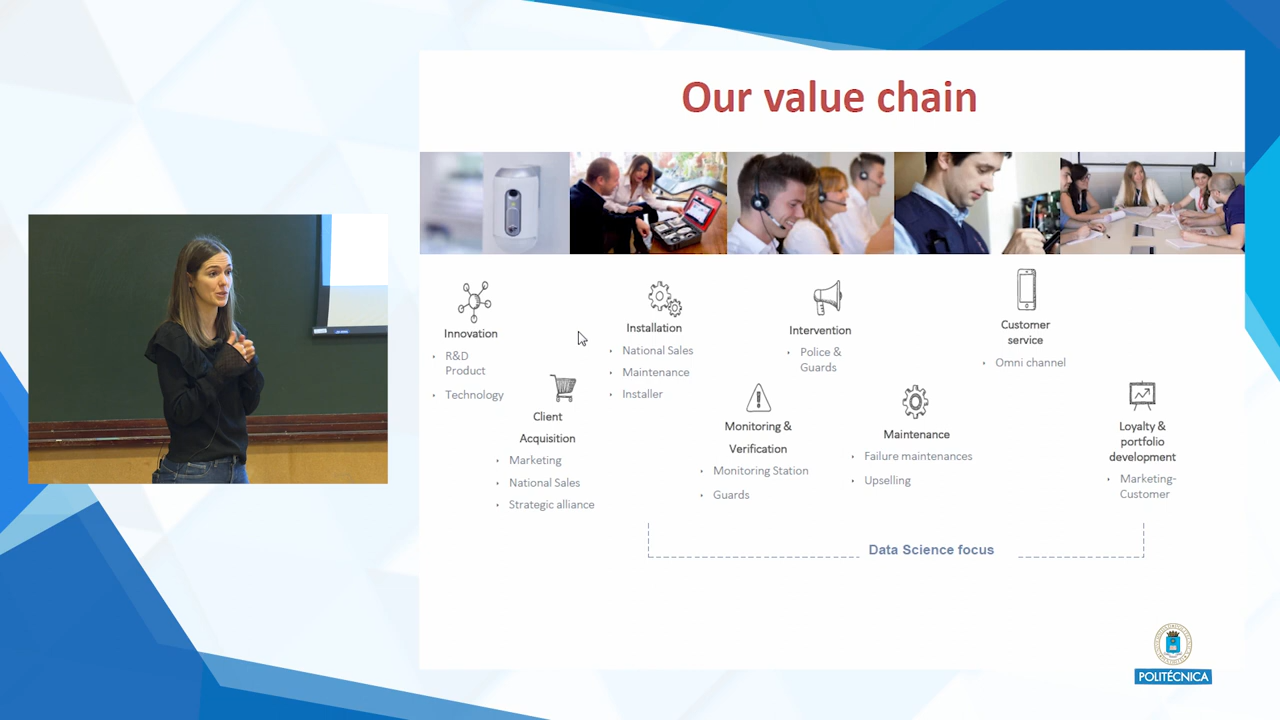 Our value chain
Innovation
R&D
Product
Technology
Client
Acquisition
Marketing
National Sales
Strategic alliance
Installation
National Sales
Maintenance
Installer
Monitoring &
Verification
Monitoring Station
Guards
Intervention
Police &
Guards
Maintenance
Failure maintenances
Upselling
Customer
service
Omni channel
Loyalty &
portfolio
development
Marketing-
Customer
Data Science focus
POLITÉCNICA